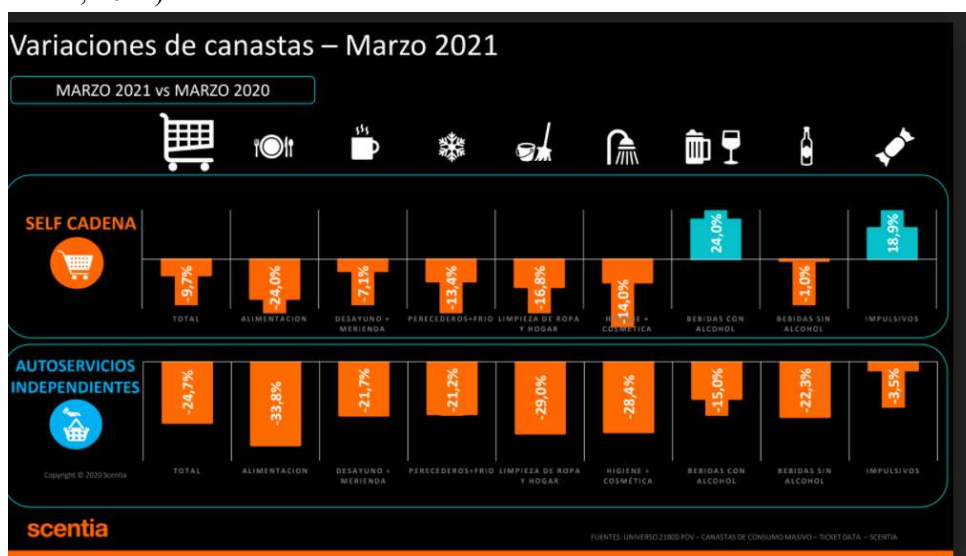 Variaciones de canastas – Marzo 2021
MARZO 2021 vs MARZO 2020
SELF CADENA
-9,7%
-24,0%
-7,1%
-13,4%
-16,8%
-14,0%
24,0%
-1,0%
18,9%
TOTAL
ALIMENTACION
DESAYUNO +
MERIENDA
PERECEDEROS+FRIO
LIMPIEZA DE ROPA
Y HOGAR
HIGIENE +
COSMETICA
BEBIDAS CON
ALCOHOL
BEBIDAS SIN
ALCOHOL
IMPULSIVOS
AUTOSERVICIOS
INDEPENDIENTES
-24,7%
-33,8%
-21,7%
-21,2%
-29,0%
-28,4%
-15,0%
-22,3%
-3,5%
Copyright © 2020 Scentia
TOTAL
ALIMENTACION
DESAYUNO +
MERIENDA
PERECEDEROS+FRIO
LIMPIEZA DE ROPA
Y HOGAR
HIGIENE +
COSMÉTICA
BEBIDAS CON
ALCOHOL
BEBIDAS SIN
ALCOHOL
IMPULSIVOS
scentia
FUENTES: UNIVERSO 21800 PDV – CANASTAS DE CONSUMO MASIVO – TICKET DATA – SCENTIA